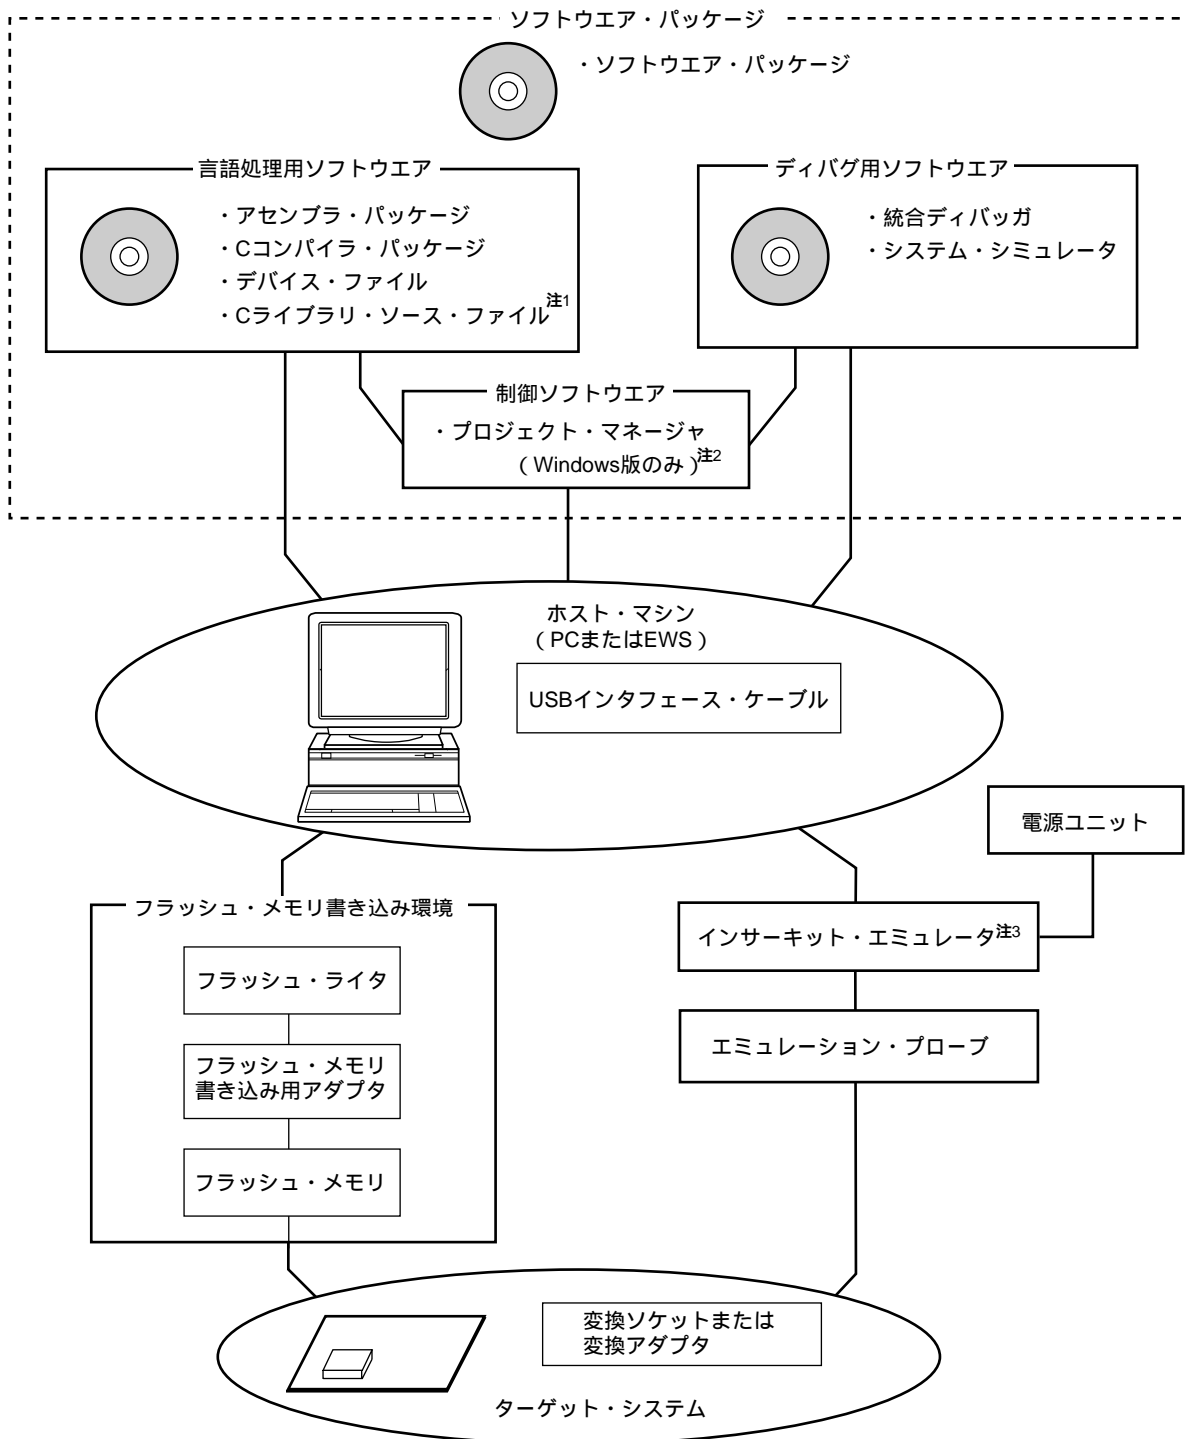 ソフトウエア・パッケージ
・ソフトウエア・パッケージ
言語処理用ソフトウエア
・アセンブラ・パッケージ
・Cコンパイラ・パッケージ
・デバイス・ファイル
・Cライブラリ・ソース・ファイル注1
ディバグ用ソフトウエア
・統合ディバッガ
・システム・シミュレータ
制御ソフトウエア
・プロジェクト・マネージャ
（Windows版のみ）注2
ホスト・マシン
（PCまたはEWS）
USBインタフェース・ケーブル
電源ユニット
フラッシュ・メモリ書き込み環境
フラッシュ・ライタ
フラッシュ・メモリ
書き込み用アダプタ
フラッシュ・メモリ
インサーキット・エミュレータ注3
エミュレーション・プローブ
変換ソケットまたは
変換アダプタ
ターゲット・システム